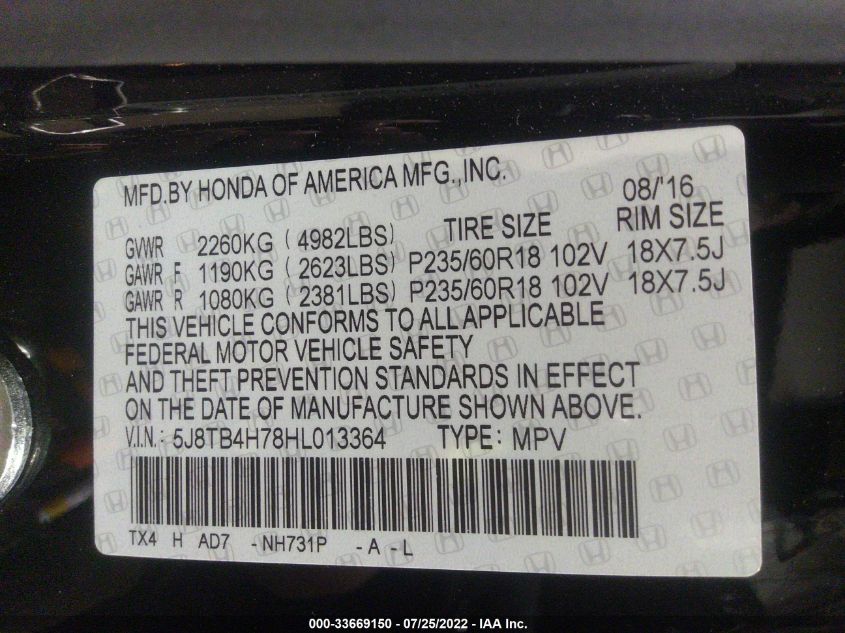 MFD.BY HONDA OF AMERICA MFG.,INC. 08/'16
TIRE SIZE RIM SIZE
GVWR 2260KG ( 4982LBS)
GAWR F 1190KG ( 2623LBS) P235/60R18 102V 18X7.5J
GAWR R 1080KG ( 2381LBS) P235/60R18 102V 18X7.5J
THIS VEHICLE CONFORMS TO ALL APPLICABLE
FEDERAL MOTOR VEHICLE SAFETY
AND THEFT PREVENTION STANDARDS IN EFFECT
ON THE DATE OF MANUFACTURE SHOWN ABOVE.
V.I.N.: 5J8TB4H78HL013364 TYPE: MPV
TX4 H AD7 -NH731P -A -L
000-33669150 - 07/25/2022 - IAA Inc.